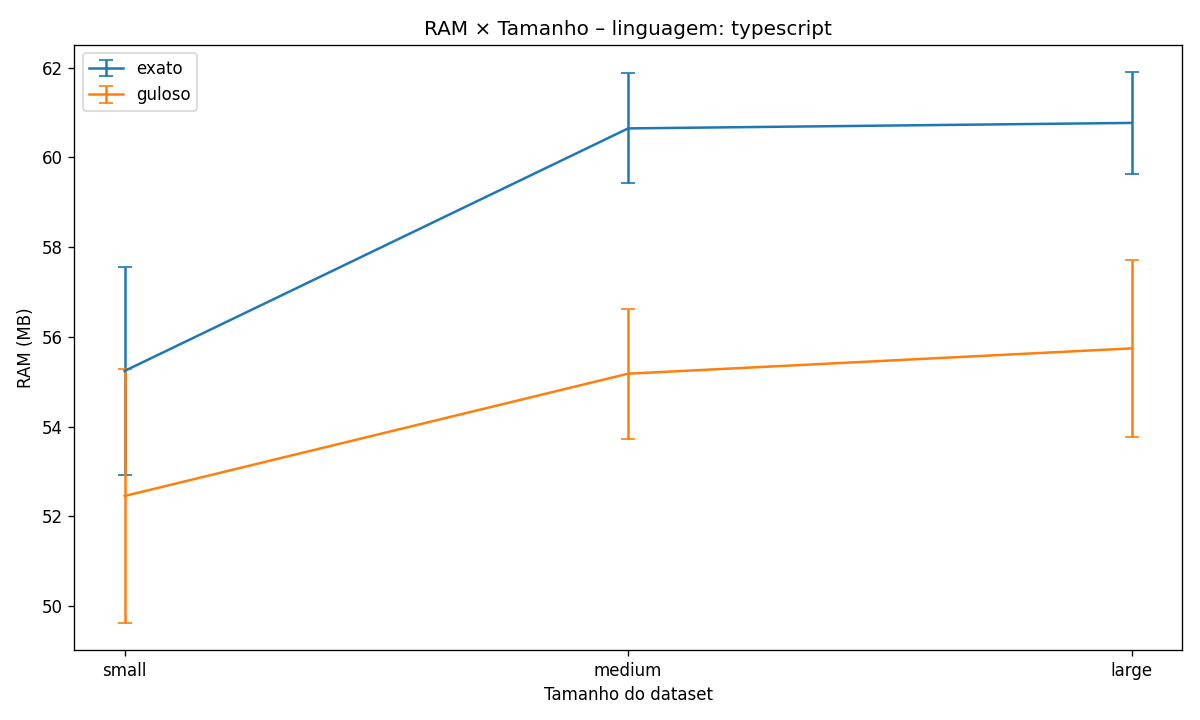 RAM × Tamanho – linguagem: typescript
exato
guloso
62
60
58
56
54
52
50
RAM (MB)
small
medium
large
Tamanho do dataset